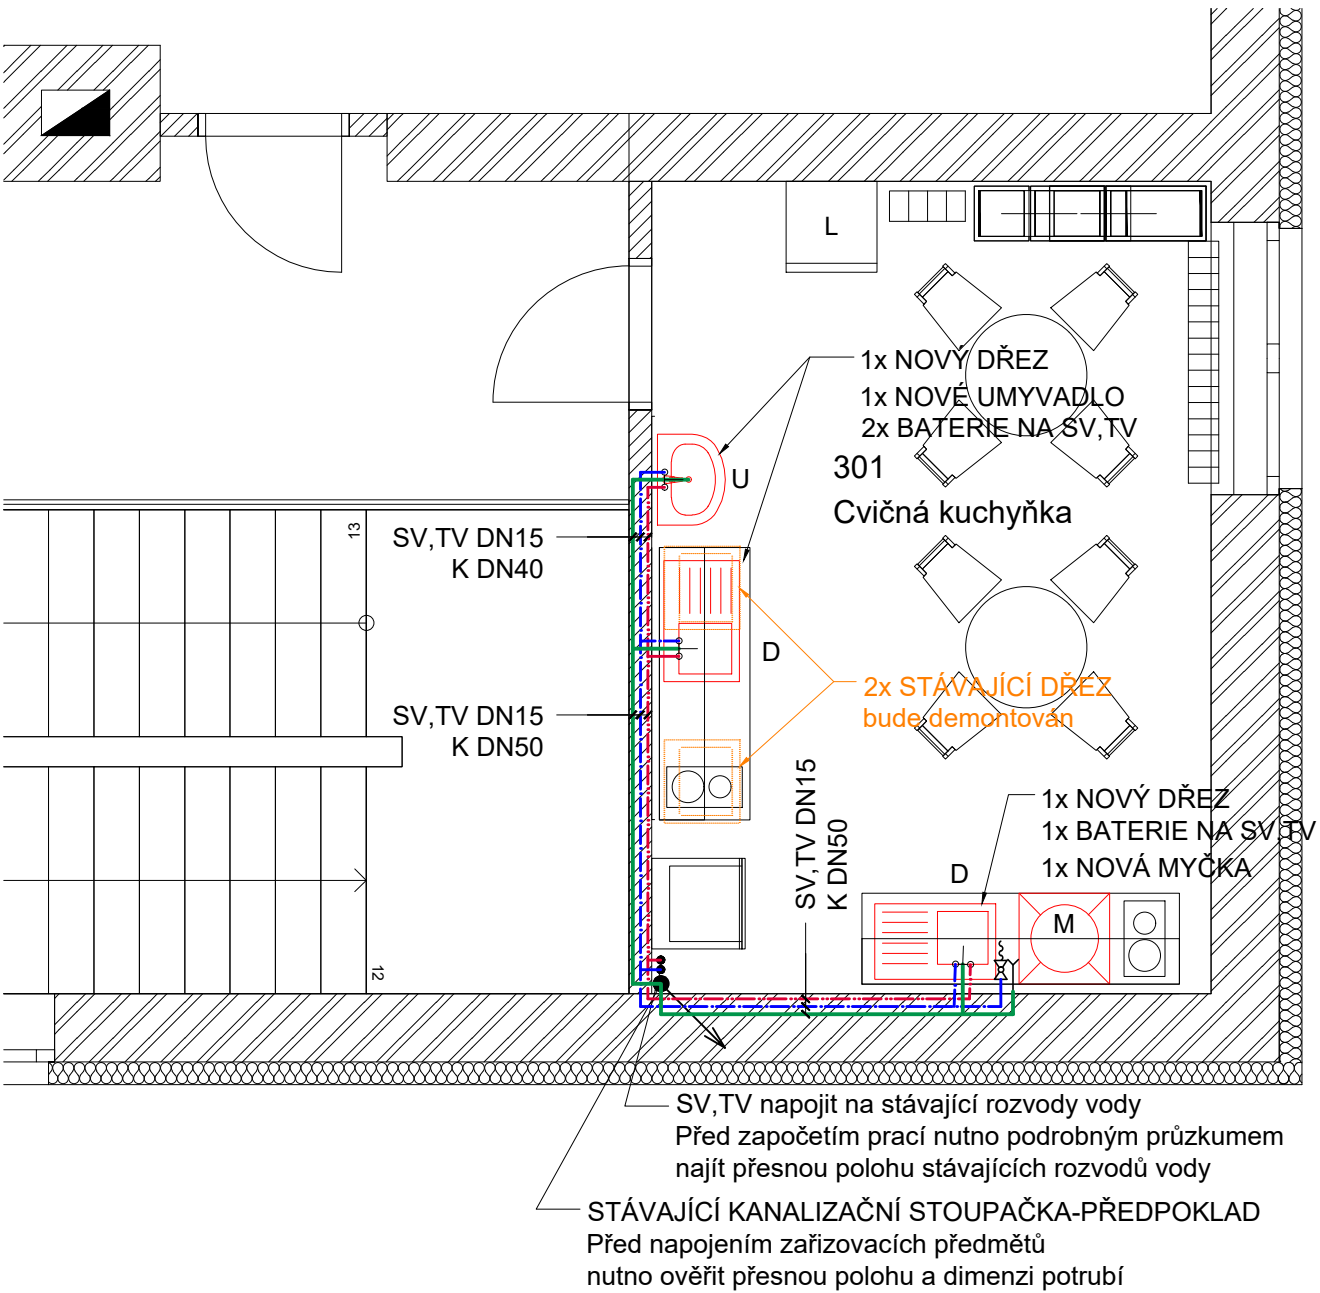 L
1x NOVÝ DŘEZ
1x NOVÉ UMYVADLO
2x BATERIE NA SV,TV
301
Cvičná kuchyňka
U
13
SV,TV DN15
K DN40
D
2x STÁVAJÍCÍ DŘEZ
bude demontován
SV,TV DN15
K DN50
SV,TV DN15
K DN50
1x NOVÝ DŘEZ
1x BATERIE NA SV,TV
1x NOVÁ MYČKA
D
M
12
SV,TV napojit na stávající rozvody vody
Před započetím prací nutno podrobným průzkumem
najít přesnou polohu stávajících rozvodů vody
STÁVAJÍCÍ KANALIZAČNÍ STOUPAČKA-PŘEDPOKLAD
Před napojením zařizovacích předmětů
nutno ověřit přesnou polohu a dimenzi potrubí